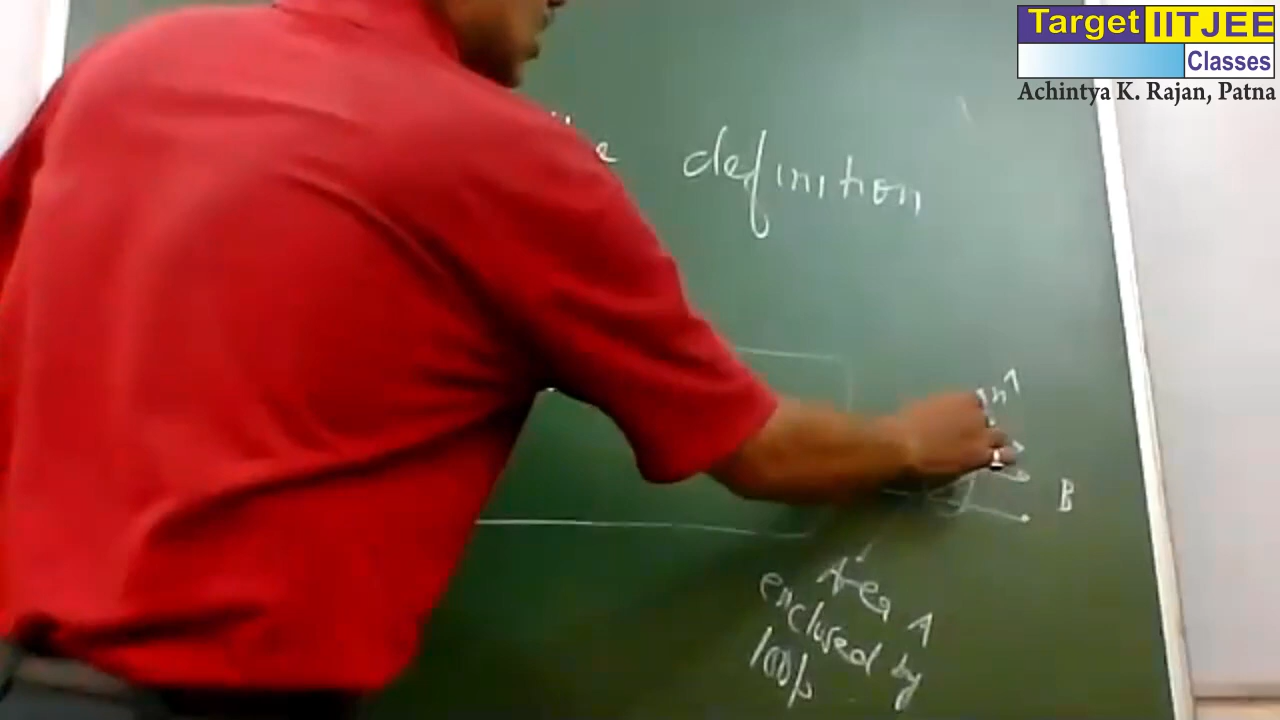 Target IITJEE
Classes
Achintya K. Rajan, Patna
definition
n^
B
Area A
enclosed by
loop